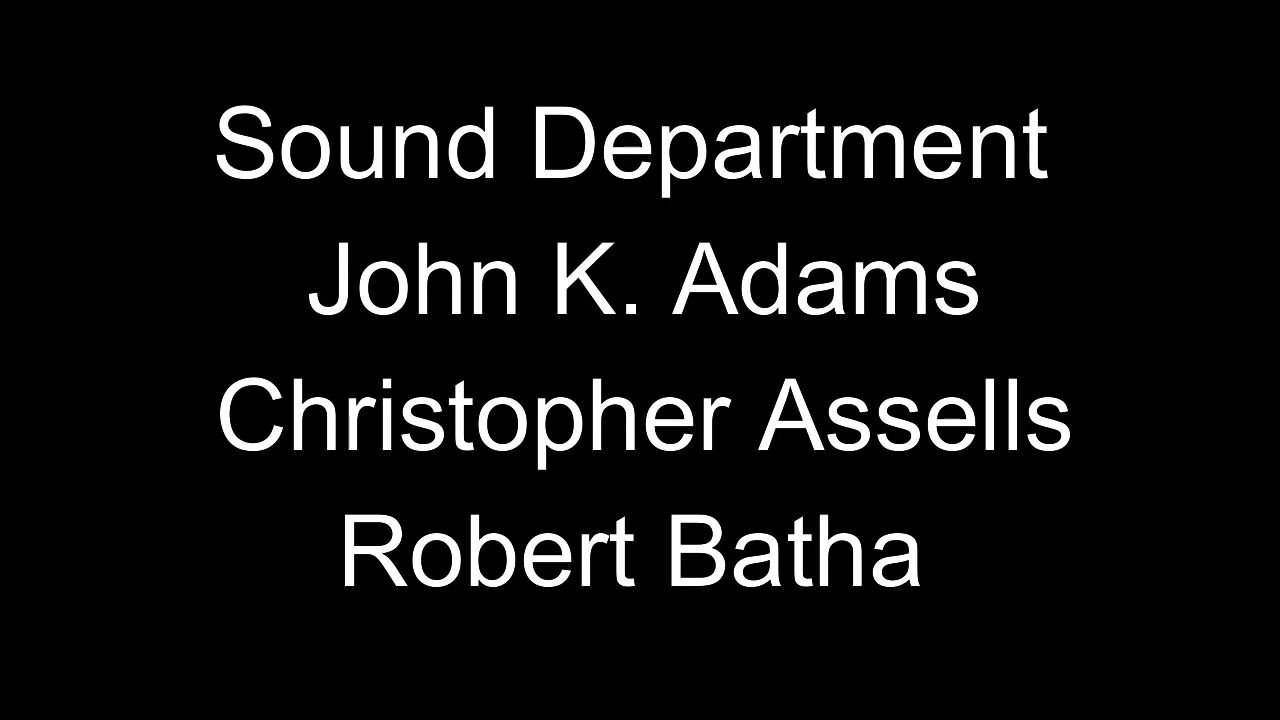 Sound Department
John K. Adams
Christopher Assells
Robert Batha